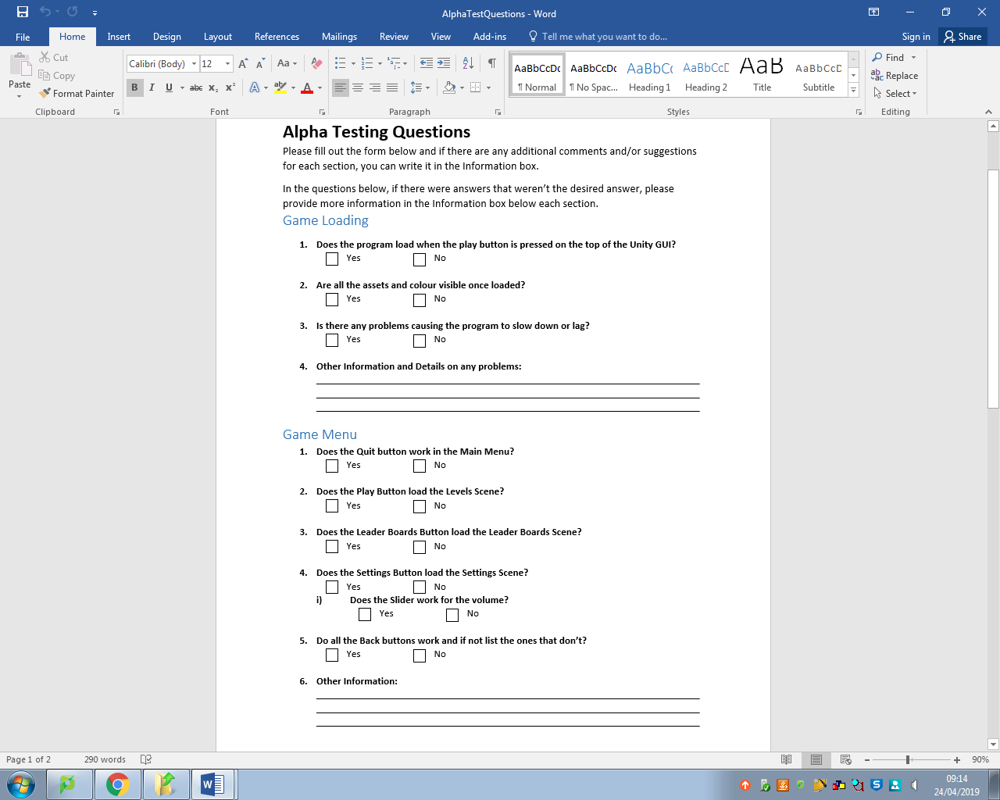 AlphaTestQuestions - Word
File Home Insert Design Layout References Mailings Review View Add-ins Tell me what you want to do... Sign in Share
Paste
Cut
Copy
Format Painter
Clipboard
Calibri (Body) 12
Font
Paragraph
AaBbCcDc AaBbCcDc AaBbCc AaBbCcD AaB AaBbCcD
¶ Normal ¶ No Spac... Heading 1 Heading 2 Title Subtitle
Styles
Find
Replace
Select
Editing
Alpha Testing Questions
Please fill out the form below and if there are any additional comments and/or suggestions
for each section, you can write it in the Information box.
In the questions below, if there were answers that weren’t the desired answer, please
provide more information in the Information box below each section.
Game Loading
1. Does the program load when the play button is pressed on the top of the Unity GUI?
Yes No
2. Are all the assets and colour visible once loaded?
Yes No
3. Is there any problems causing the program to slow down or lag?
Yes No
4. Other Information and Details on any problems:
Game Menu
1. Does the Quit button work in the Main Menu?
Yes No
2. Does the Play Button load the Levels Scene?
Yes No
3. Does the Leader Boards Button load the Leader Boards Scene?
Yes No
4. Does the Settings Button load the Settings Scene?
Yes No
i) Does the Slider work for the volume?
Yes No
5. Do all the Back buttons work and if not list the ones that don’t?
Yes No
6. Other Information:
Page 1 of 2 290 words 90%
09:14
24/04/2019